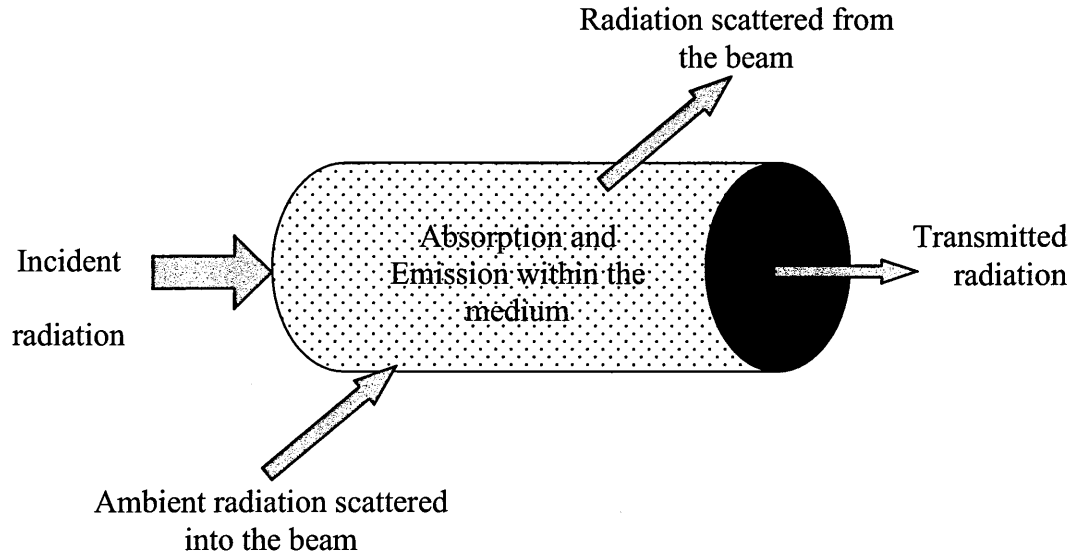 Radiation scattered from
the beam
Absorption and
Emission within the
medium
Incident
radiation
Transmitted
radiation
Ambient radiation scattered
into the beam